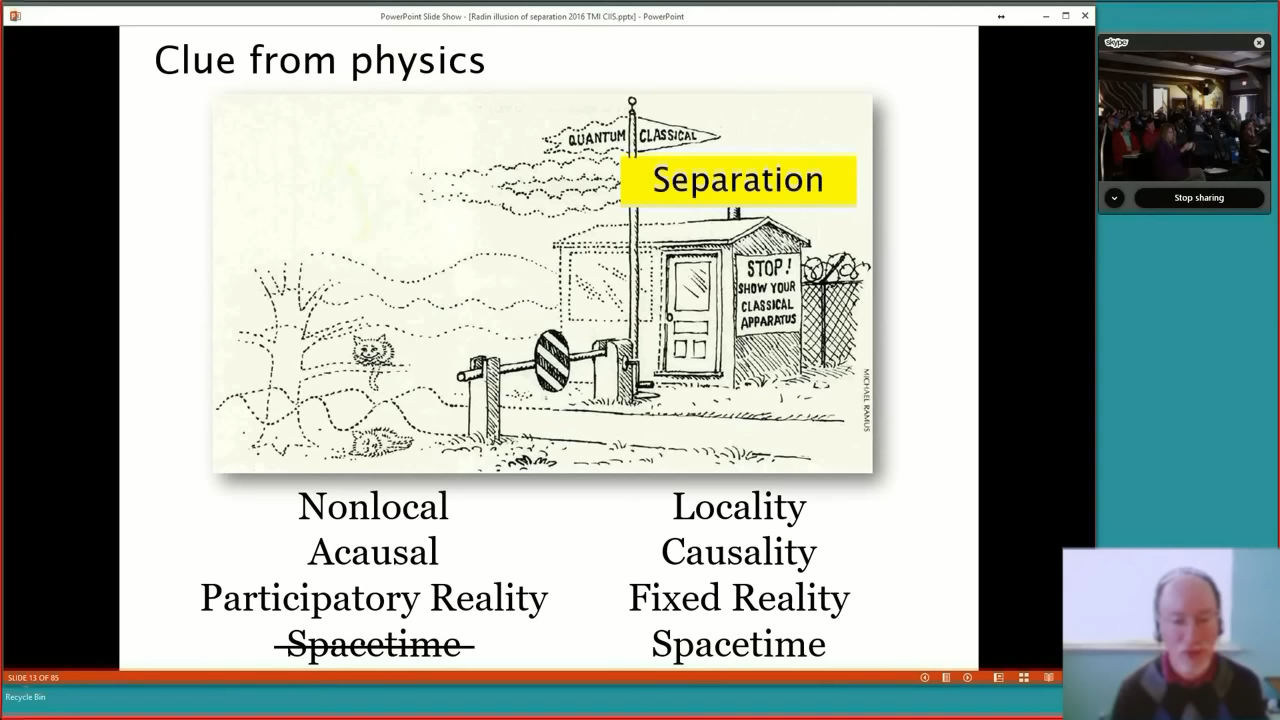 PowerPoint Slide Show - [Radin illusion of separation 2016 TMI CIIS.pptx] - PowerPoint
skype
Clue from physics
QUANTUM CLASSICAL
Separation
STOP!
SHOW YOUR
CLASSICAL
APPARATUS
MICHAEL RAMUS
Stop sharing
Nonlocal
Locality
Acausal
Causality
Participatory Reality
Fixed Reality
Spacetime
Spacetime
SLIDE 13 OF 85
Recycle Bin